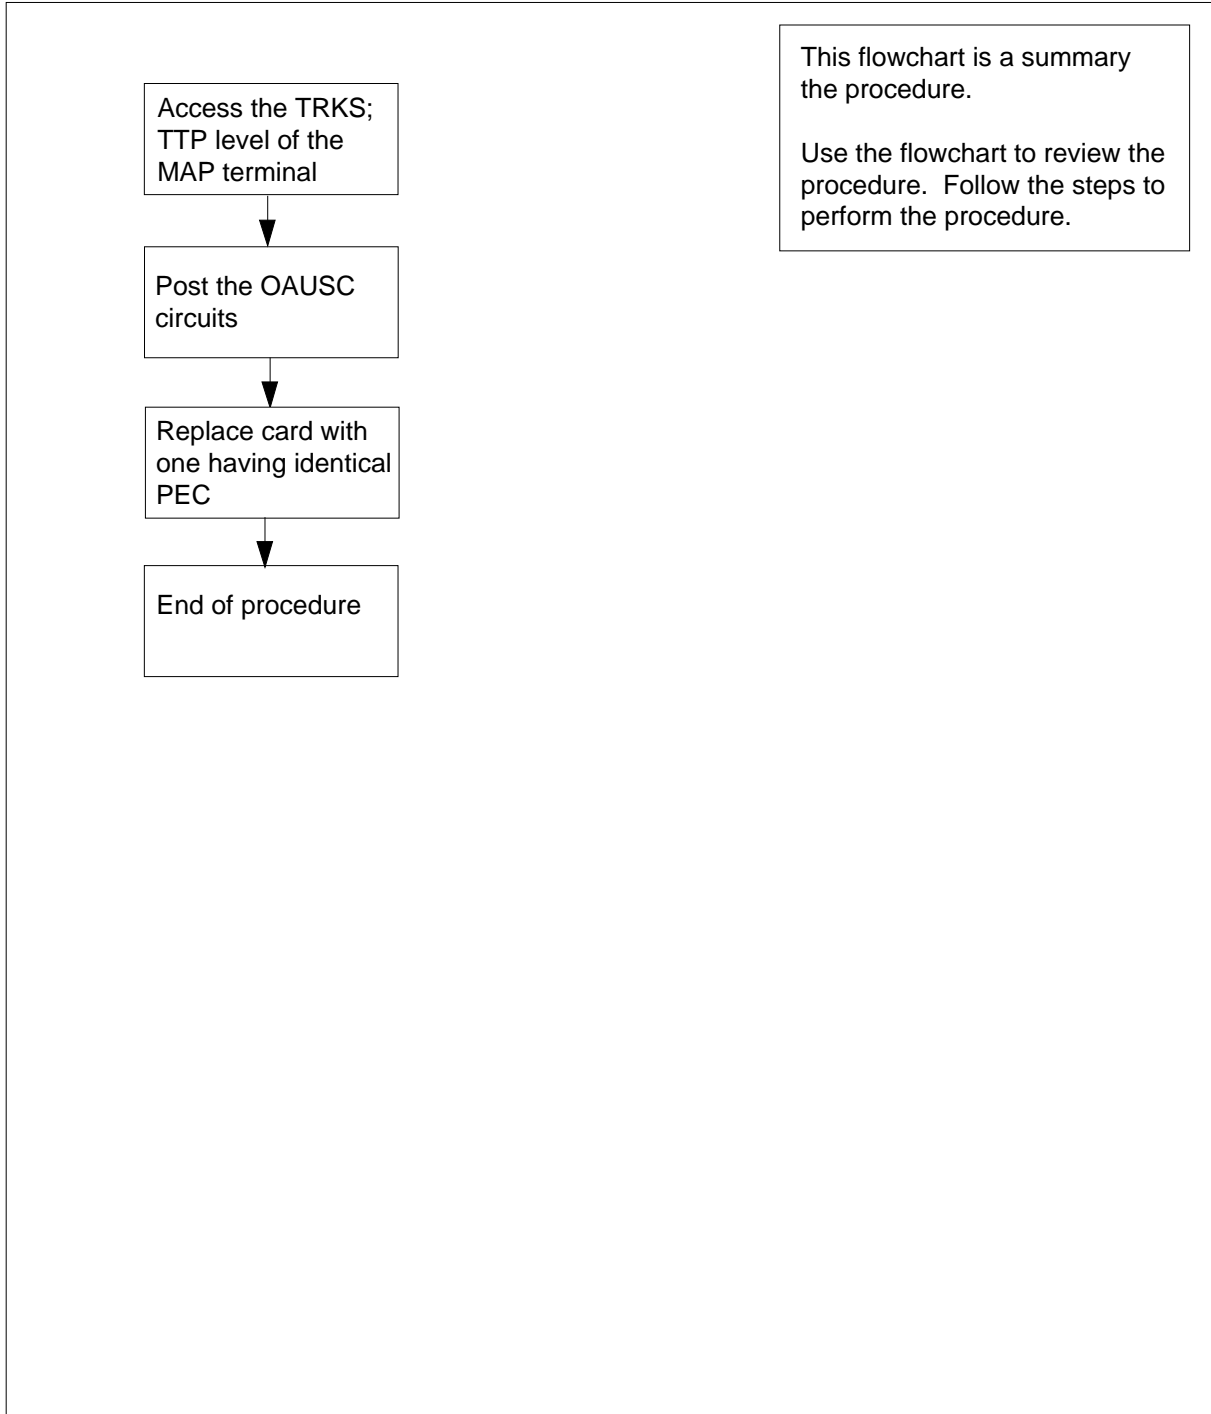 Access the TRKS;
TTP level of the
MAP terminal
Post the OAUSC
circuits
Replace card with
one having identical
PEC
End of procedure
This flowchart is a summary
the procedure.
Use the flowchart to review the
procedure.  Follow the steps to
perform the procedure.